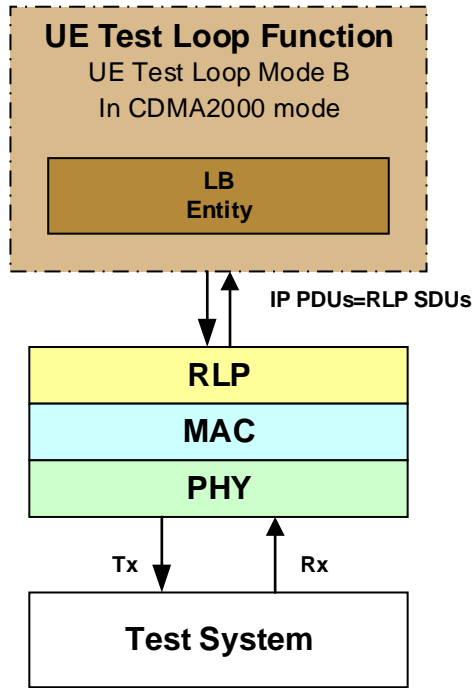 UE Test Loop Function
UE Test Loop Mode B
In CDMA2000 mode
LB
Entity
IP PDUs=RLP SDUs
RLP
MAC
PHY
Tx
Rx
Test System